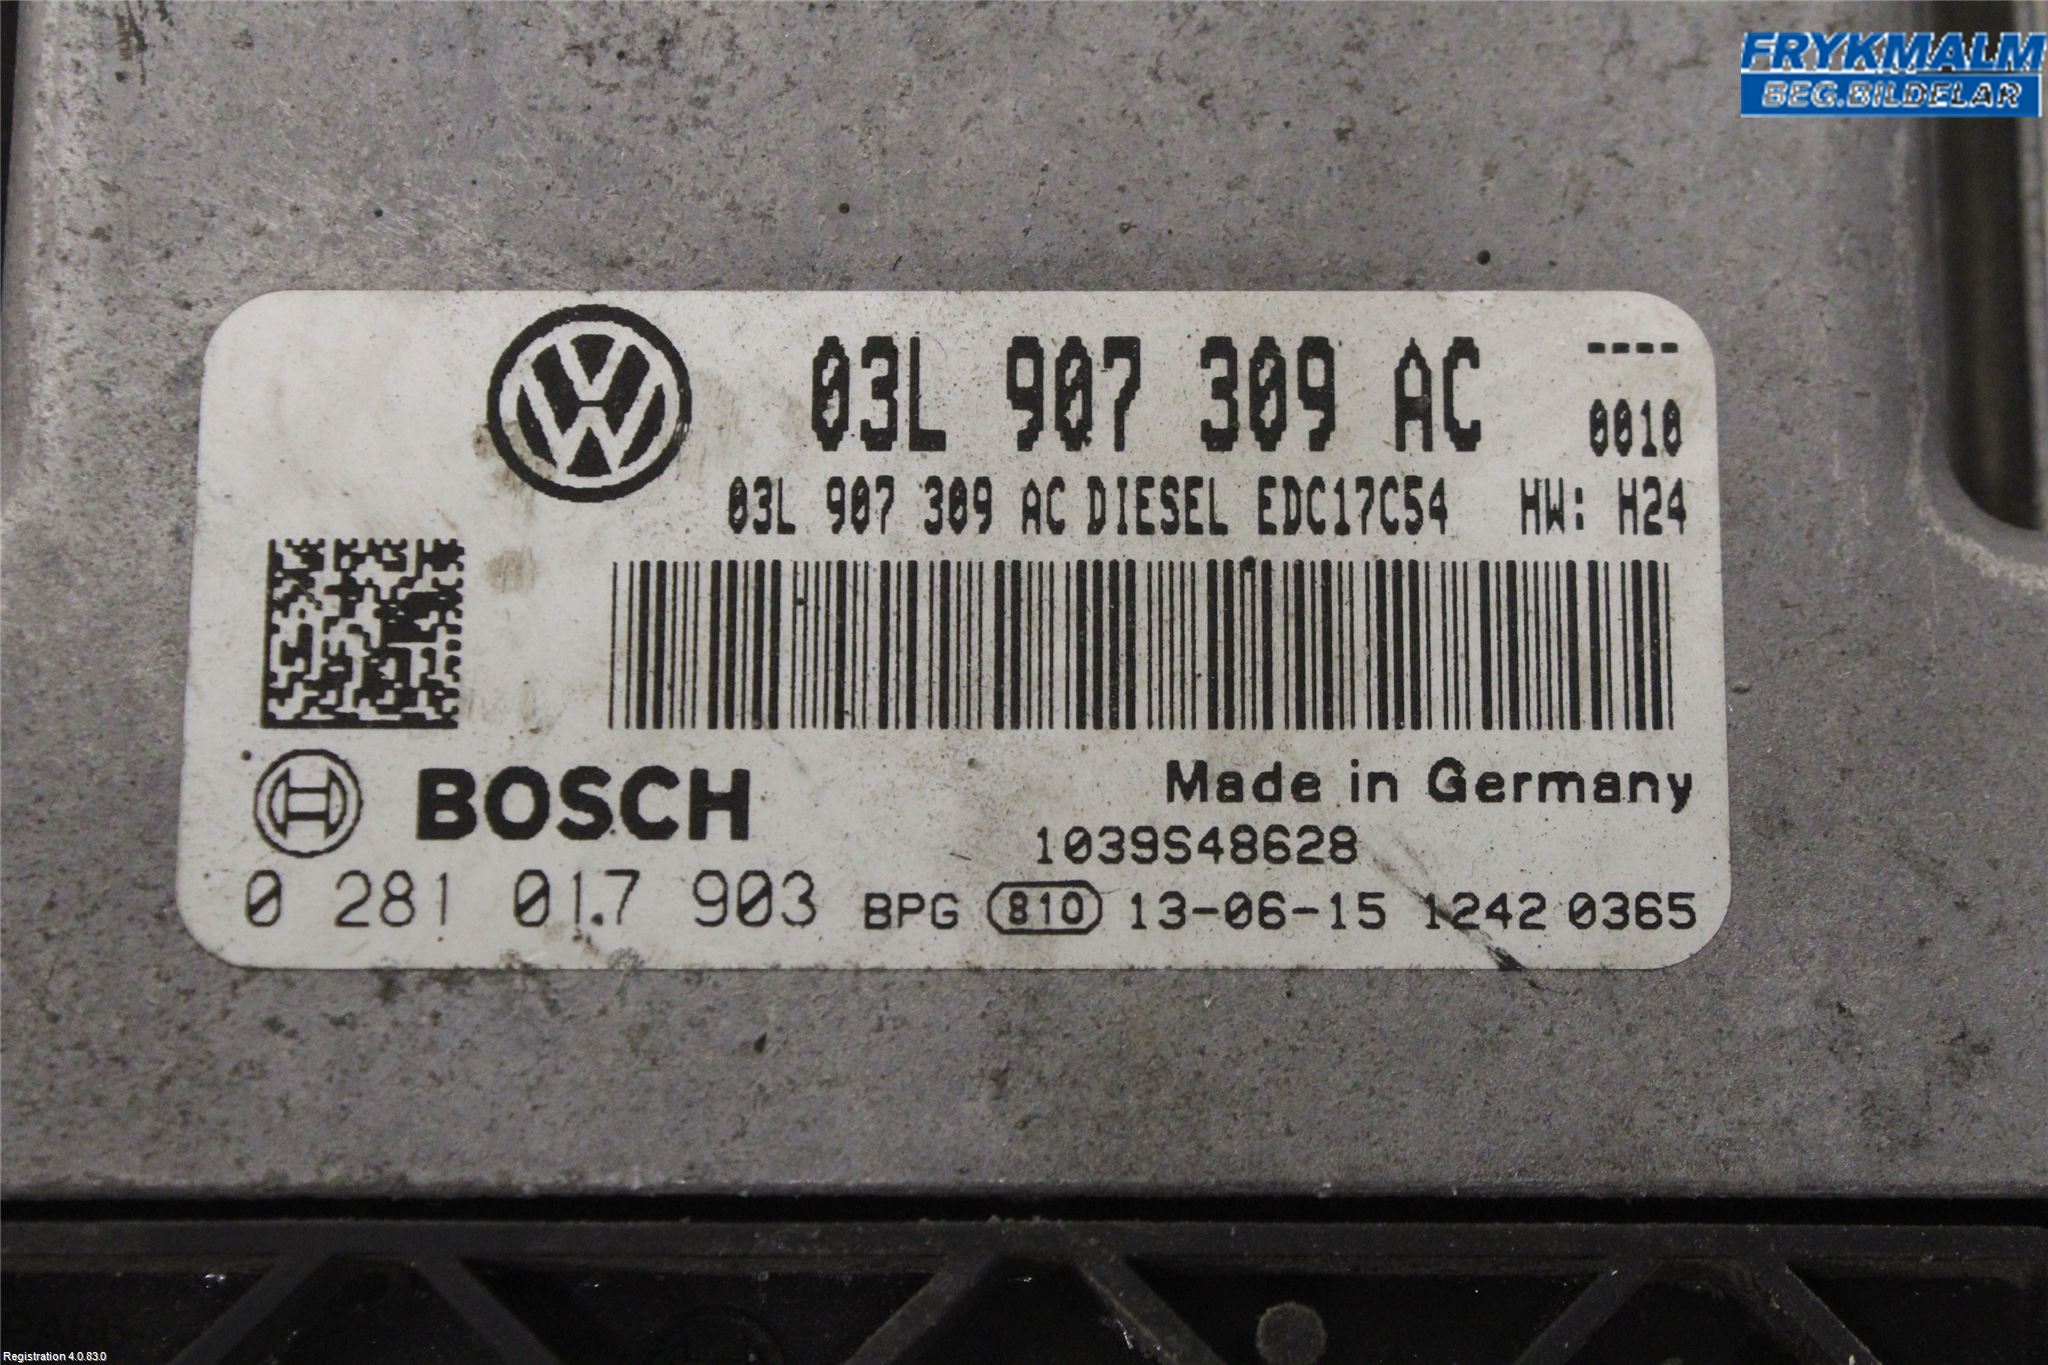 FRYKMALM
BEG.BILDELAR
03L 907 309 AC ----
0010
03L 907 309 AC DIESEL EDC17C54 HW: H24
BOSCH
Made in Germany
1039S48628
0 281 017 903 BPG 810 13-06-15 1242 0365
Registration 4.0.83.0